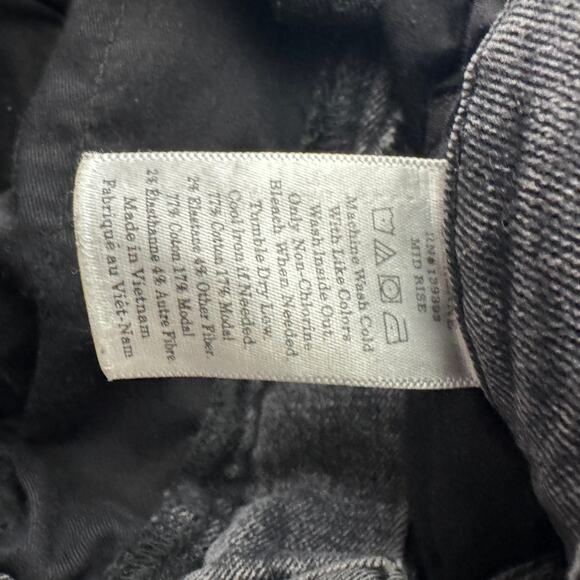 RN# 139398
MID RISE
Machine Wash Cold
With Like Colors
Wash Inside Out
Only Non-Chlorine
Bleach When Needed
Tumble Dry Low
Cool iron if Needed
77% Cotton 17% Modal
2% Elastane 4% Other Fiber
77% Coton 17% Modal
2% Elasthanne 4% Autre Fibre
Made in Vietnam
Fabriqué au Viêt-Nam